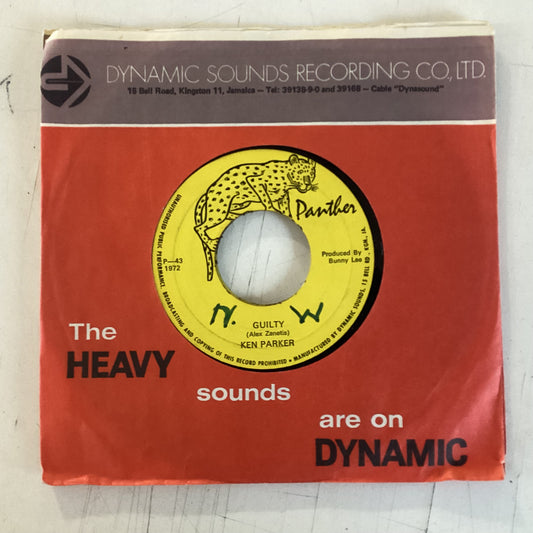 DYNAMIC SOUNDS RECORDING CO, LTD.
15 Bell Road, Kingston 11, Jamaica – Tel: 39138-9-0 and 39168 – Cable "Dynasound"
Panther
P–43
1972
Produced By
Bunny Lee
N. W
GUILTY
(Alex Zanetis)
KEN PARKER
UNAUTHORISED PUBLIC PERFORMANCE, BROADCASTING AND COPYING OF THIS RECORD PROHIBITED • MANUFACTURED BY DYNAMIC SOUNDS, 15 BELL RD. KGN, JA.
The
HEAVY
sounds
are on
DYNAMIC